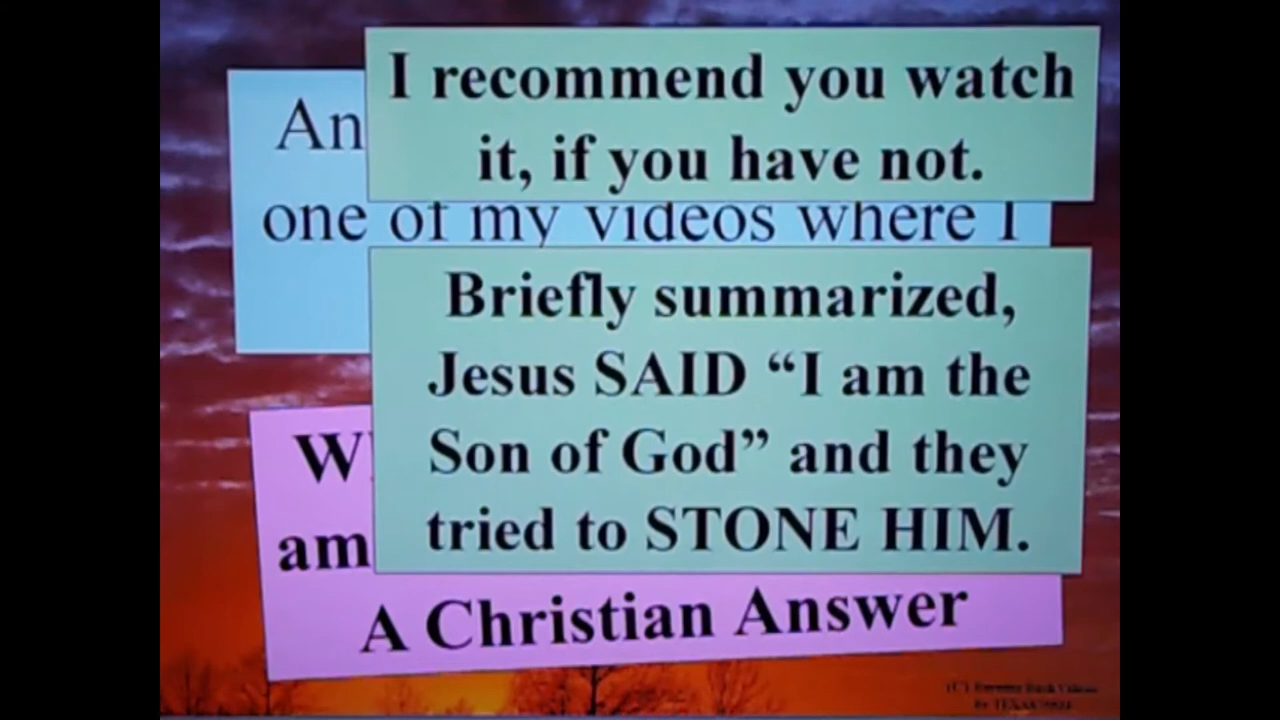 I recommend you watch
it, if you have not.
An
one of my videos where I
Briefly summarized,
Jesus SAID “I am the
Son of God” and they
tried to STONE HIM.
W
am
A Christian Answer